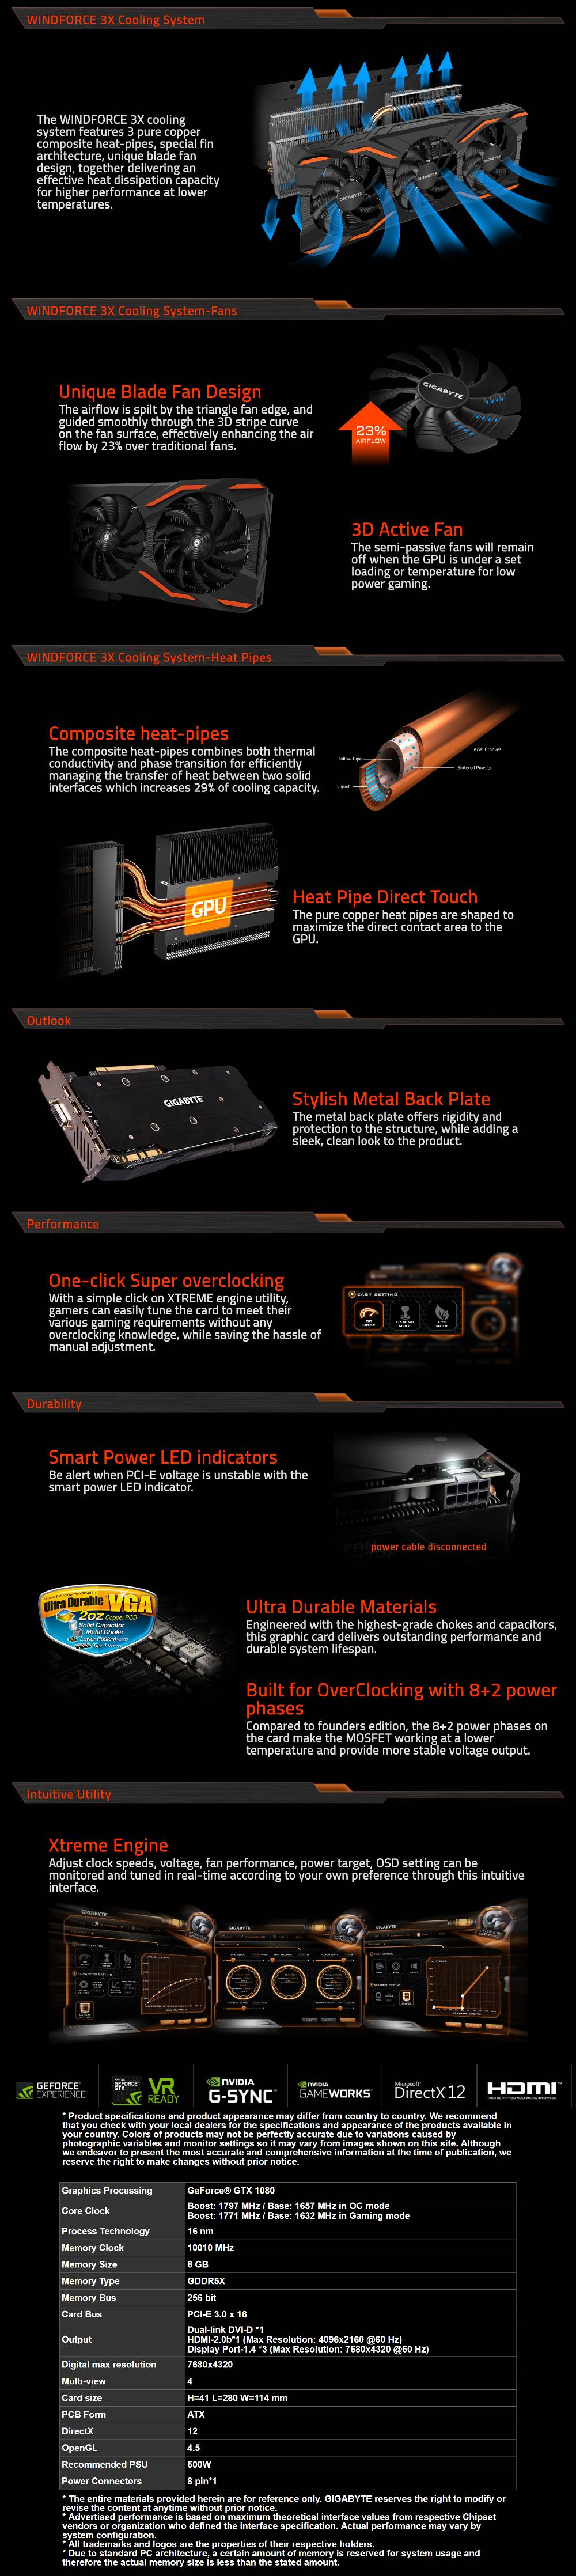 WINDFORCE 3X Cooling System
The WINDFORCE 3X cooling
system features 3 pure copper
composite heat-pipes, special fin
architecture, unique blade fan
design, together delivering an
effective heat dissipation capacity
for higher performance at lower
temperatures.
GIGABYTE
GIGABYTE
GIGABYTE
WINDFORCE 3X Cooling System-Fans
Unique Blade Fan Design
The airflow is spilt by the triangle fan edge, and
guided smoothly through the 3D stripe curve
on the fan surface, effectively enhancing the air
flow by 23% over traditional fans.
GIGABYTE
23%
AIRFLOW
3D Active Fan
The semi-passive fans will remain
off when the GPU is under a set
loading or temperature for low
power gaming.
WINDFORCE 3X Cooling System-Heat Pipes
Composite heat-pipes
The composite heat-pipes combines both thermal
conductivity and phase transition for efficiently
managing the transfer of heat between two solid
interfaces which increases 29% of cooling capacity.
Hollow Pipe
Liquid
Axial Grooves
Sintered Powder
GPU
Heat Pipe Direct Touch
The pure copper heat pipes are shaped to
maximize the direct contact area to the
GPU.
Outlook
GIGABYTE
Stylish Metal Back Plate
The metal back plate offers rigidity and
protection to the structure, while adding a
sleek, clean look to the product.
Performance
One-click Super overclocking
With a simple click on XTREME engine utility,
gamers can easily tune the card to meet their
various gaming requirements without any
overclocking knowledge, while saving the hassle of
manual adjustment.
EASY SETTING
OC MODE
GAMING MODE
ECO MODE
Durability
Smart Power LED indicators
Be alert when PCI-E voltage is unstable with the
smart power LED indicator.
power cable disconnected
Ultra Durable VGA
2oz Copper PCB
Solid Capacitor
Metal Choke
Lower RDS(on) MOSFET
Tier 1 Memory
Ultra Durable Materials
Engineered with the highest-grade chokes and capacitors,
this graphic card delivers outstanding performance and
durable system lifespan.
Built for OverClocking with 8+2 power
phases
Compared to founders edition, the 8+2 power phases on
the card make the MOSFET working at a lower
temperature and provide more stable voltage output.
Intuitive Utility
Xtreme Engine
Adjust clock speeds, voltage, fan performance, power target, OSD setting can be
monitored and tuned in real-time according to your own preference through this intuitive
interface.
GIGABYTE
GIGABYTE
GIGABYTE
GEFORCE EXPERIENCE
GEFORCE GTX VR READY
NVIDIA G-SYNC
NVIDIA GAMEWORKS
Microsoft DirectX 12
HDMI
HIGH-DEFINITION MULTIMEDIA INTERFACE
* Product specifications and product appearance may differ from country to country. We recommend
that you check with your local dealers for the specifications and appearance of the products available in
your country. Colors of products may not be perfectly accurate due to variations caused by
photographic variables and monitor settings so it may vary from images shown on this site. Although
we endeavor to present the most accurate and comprehensive information at the time of publication, we
reserve the right to make changes without prior notice.
Graphics Processing GeForce® GTX 1080
Core Clock Boost: 1797 MHz / Base: 1657 MHz in OC mode
Boost: 1771 MHz / Base: 1632 MHz in Gaming mode
Process Technology 16 nm
Memory Clock 10010 MHz
Memory Size 8 GB
Memory Type GDDR5X
Memory Bus 256 bit
Card Bus PCI-E 3.0 x 16
Output Dual-link DVI-D *1
HDMI-2.0b*1 (Max Resolution: 4096x2160 @60 Hz)
Display Port-1.4 *3 (Max Resolution: 7680x4320 @60 Hz)
Digital max resolution 7680x4320
Multi-view 4
Card size H=41 L=280 W=114 mm
PCB Form ATX
DirectX 12
OpenGL 4.5
Recommended PSU 500W
Power Connectors 8 pin*1
* The entire materials provided herein are for reference only. GIGABYTE reserves the right to modify or
revise the content at anytime without prior notice.
* Advertised performance is based on maximum theoretical interface values from respective Chipset
vendors or organization who defined the interface specification. Actual performance may vary by
system configuration.
* All trademarks and logos are the properties of their respective holders.
* Due to standard PC architecture, a certain amount of memory is reserved for system usage and
therefore the actual memory size is less than the stated amount.